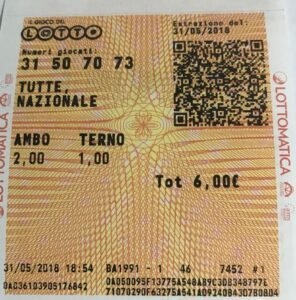 IL GIOCO DEL
LOTTO
Estrazione del:
31/05/2018
Numeri giocati:
31 50 70 73
TUTTE,
NAZIONALE
AMBO TERNO
2,00 1,00
Tot 6,00€
31/05/2018 18:54 BA1991 - 1 46 7452 #1
LOTTOMATICA
LOTTOMATICA